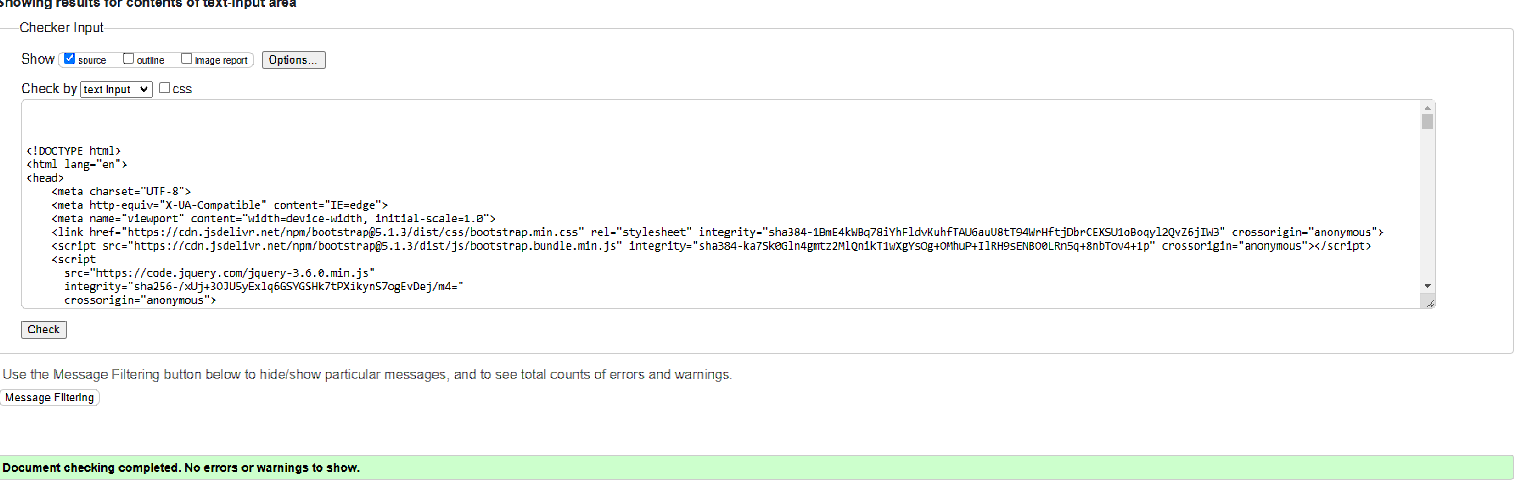 Showing results for contents of text-input area
Checker Input
Show source outline image report Options...
Check by text input css
<!DOCTYPE html>
<html lang="en">
<head>
<meta charset="UTF-8">
<meta http-equiv="X-UA-Compatible" content="IE=edge">
<meta name="viewport" content="width=device-width, initial-scale=1.0">
<link href="https://cdn.jsdelivr.net/npm/bootstrap@5.1.3/dist/css/bootstrap.min.css" rel="stylesheet" integrity="sha384-1BmE4kWBq78iYhFldvKuhfTAU6auU8tT94WrHftjDbrCEXSU1oBoqyl2QvZ6jIW3" crossorigin="anonymous">
<script src="https://cdn.jsdelivr.net/npm/bootstrap@5.1.3/dist/js/bootstrap.bundle.min.js" integrity="sha384-ka7Sk0Gln4gmtz2MlQnikT1wXgYsOg+OMhuP+IlRH9sENBO0LRn5q+8nbTov4+1p" crossorigin="anonymous"></script>
<script
src="https://code.jquery.com/jquery-3.6.0.min.js"
integrity="sha256-/xUj+3OJU5yExlq6GSYGSHk7tPXikynS7ogEvDej/m4="
crossorigin="anonymous">
Check
Use the Message Filtering button below to hide/show particular messages, and to see total counts of errors and warnings.
Message Filtering
Document checking completed. No errors or warnings to show.